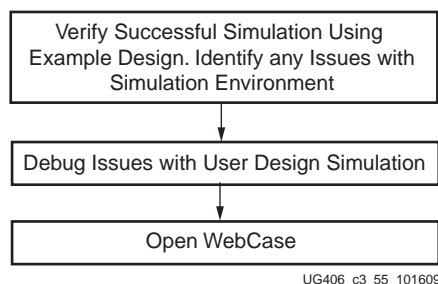 Verify Successful Simulation Using
Example Design. Identify any Issues with
Simulation Environment
Debug Issues with User Design Simulation
Open WebCase
UG406_c3_55_101609